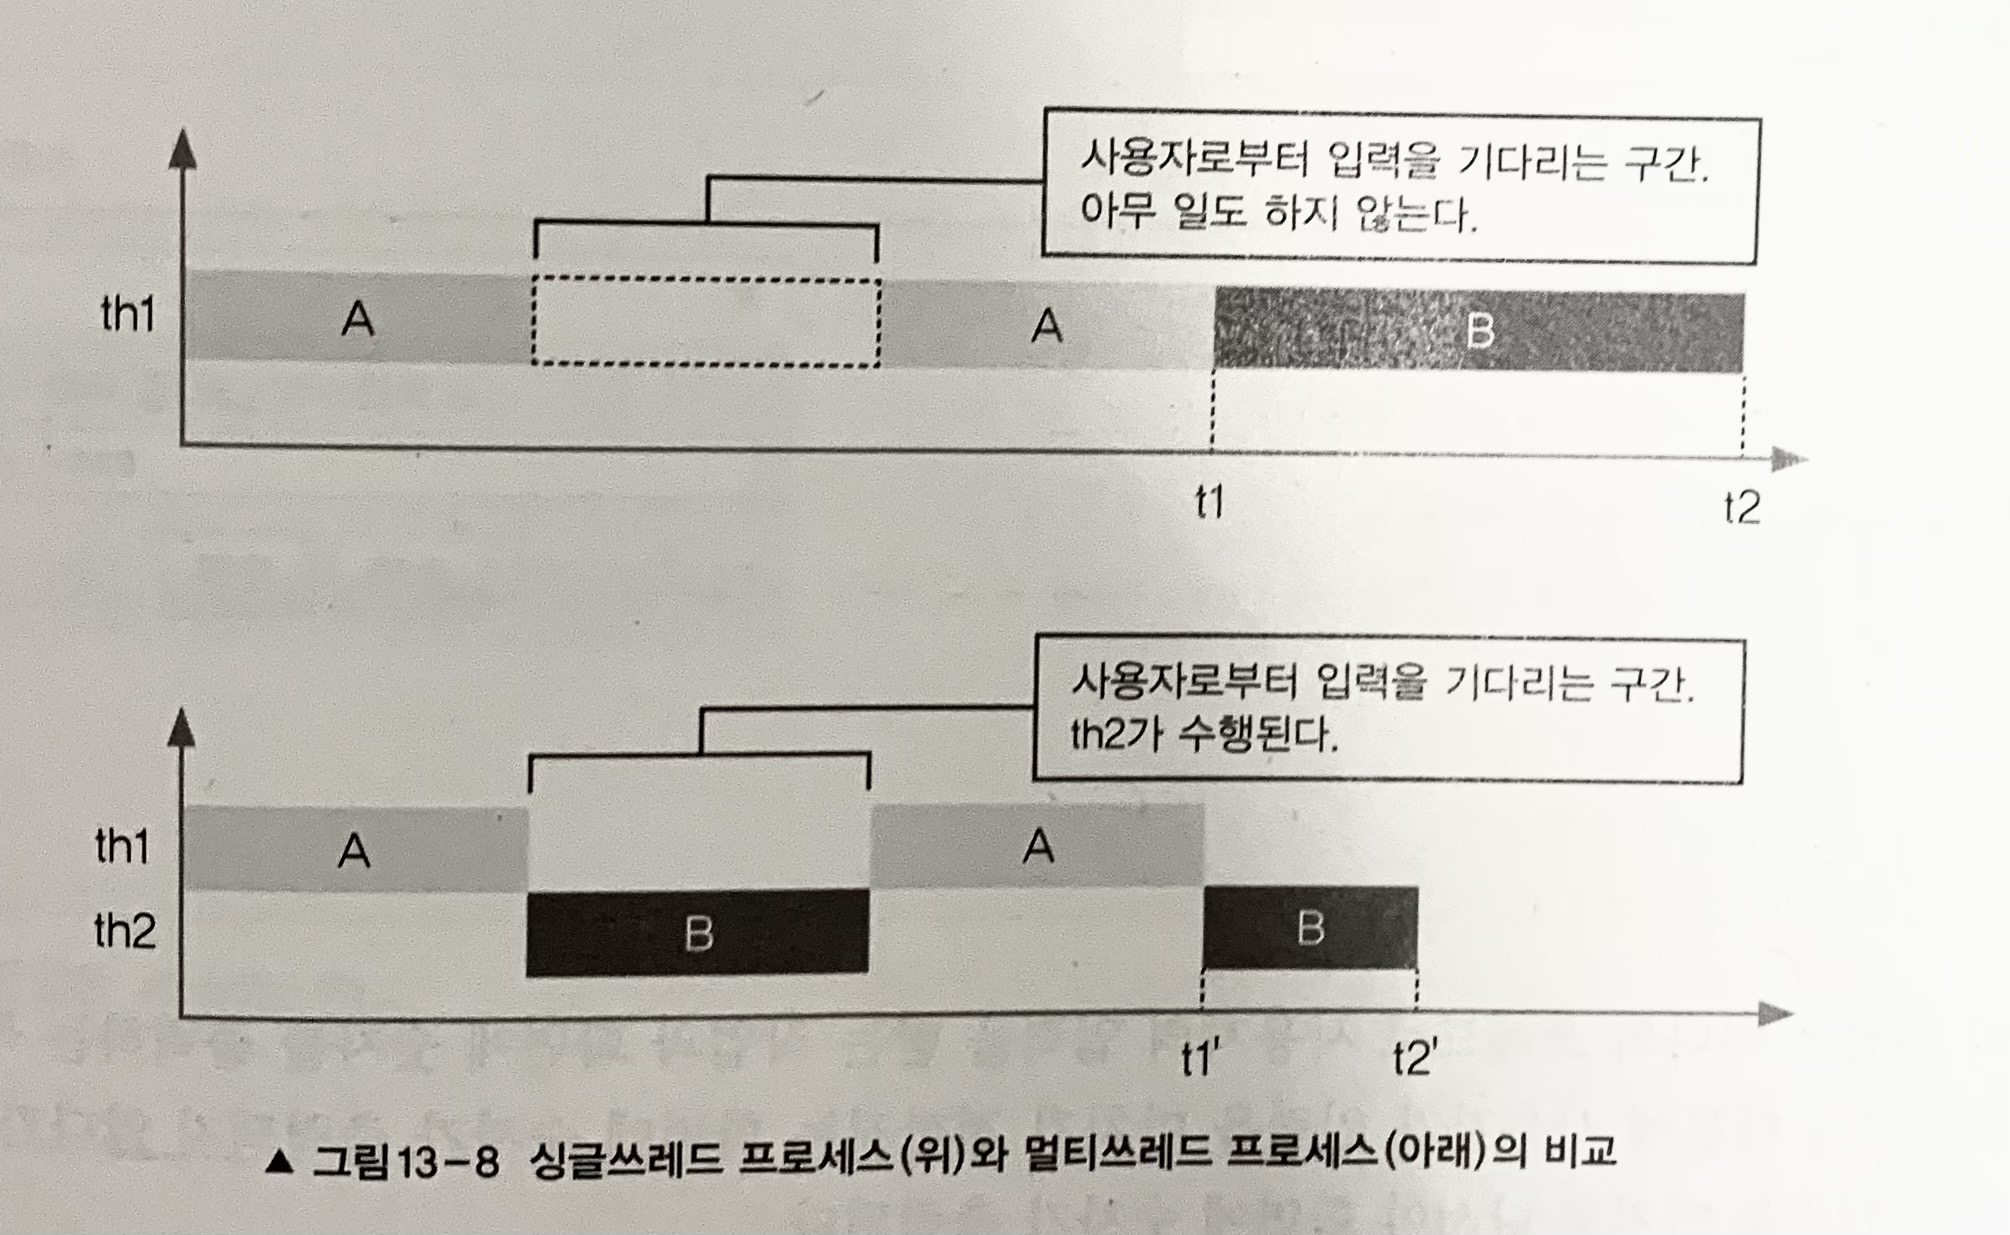 사용자로부터 입력을 기다리는 구간.
아무 일도 하지 않는다.
th1
A
A
B
t1
t2
사용자로부터 입력을 기다리는 구간.
th2가 수행된다.
th1
A
A
th2
B
B
t1'
t2'
▲ 그림 13-8 싱글쓰레드 프로세스(위)와 멀티쓰레드 프로세스(아래)의 비교